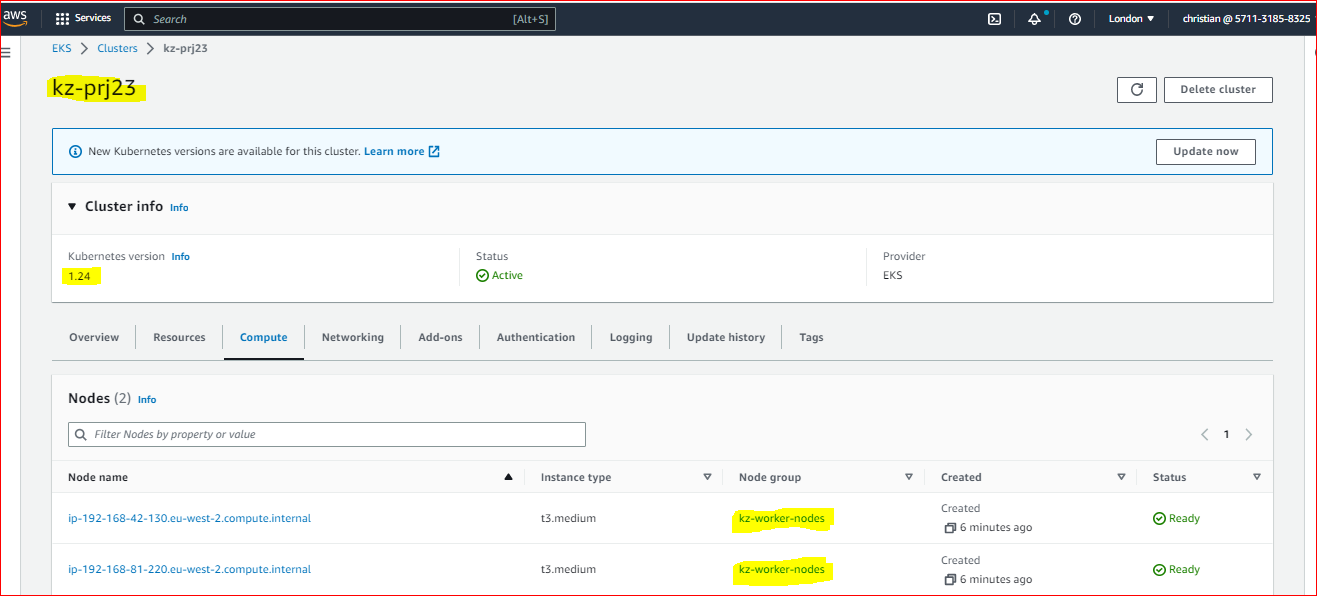 aws Services Search [Alt+S] London christian @ 5711-3185-8325
EKS Clusters kz-prj23
kz-prj23
Delete cluster
New Kubernetes versions are available for this cluster. Learn more Update now
Cluster info Info
Kubernetes version Info Status Provider
1.24 Active EKS
Overview Resources Compute Networking Add-ons Authentication Logging Update history Tags
Nodes (2) Info
Filter Nodes by property or value 1
Node name Instance type Node group Created Status
ip-192-168-42-130.eu-west-2.compute.internal t3.medium kz-worker-nodes Created 6 minutes ago Ready
ip-192-168-81-220.eu-west-2.compute.internal t3.medium kz-worker-nodes Created 6 minutes ago Ready